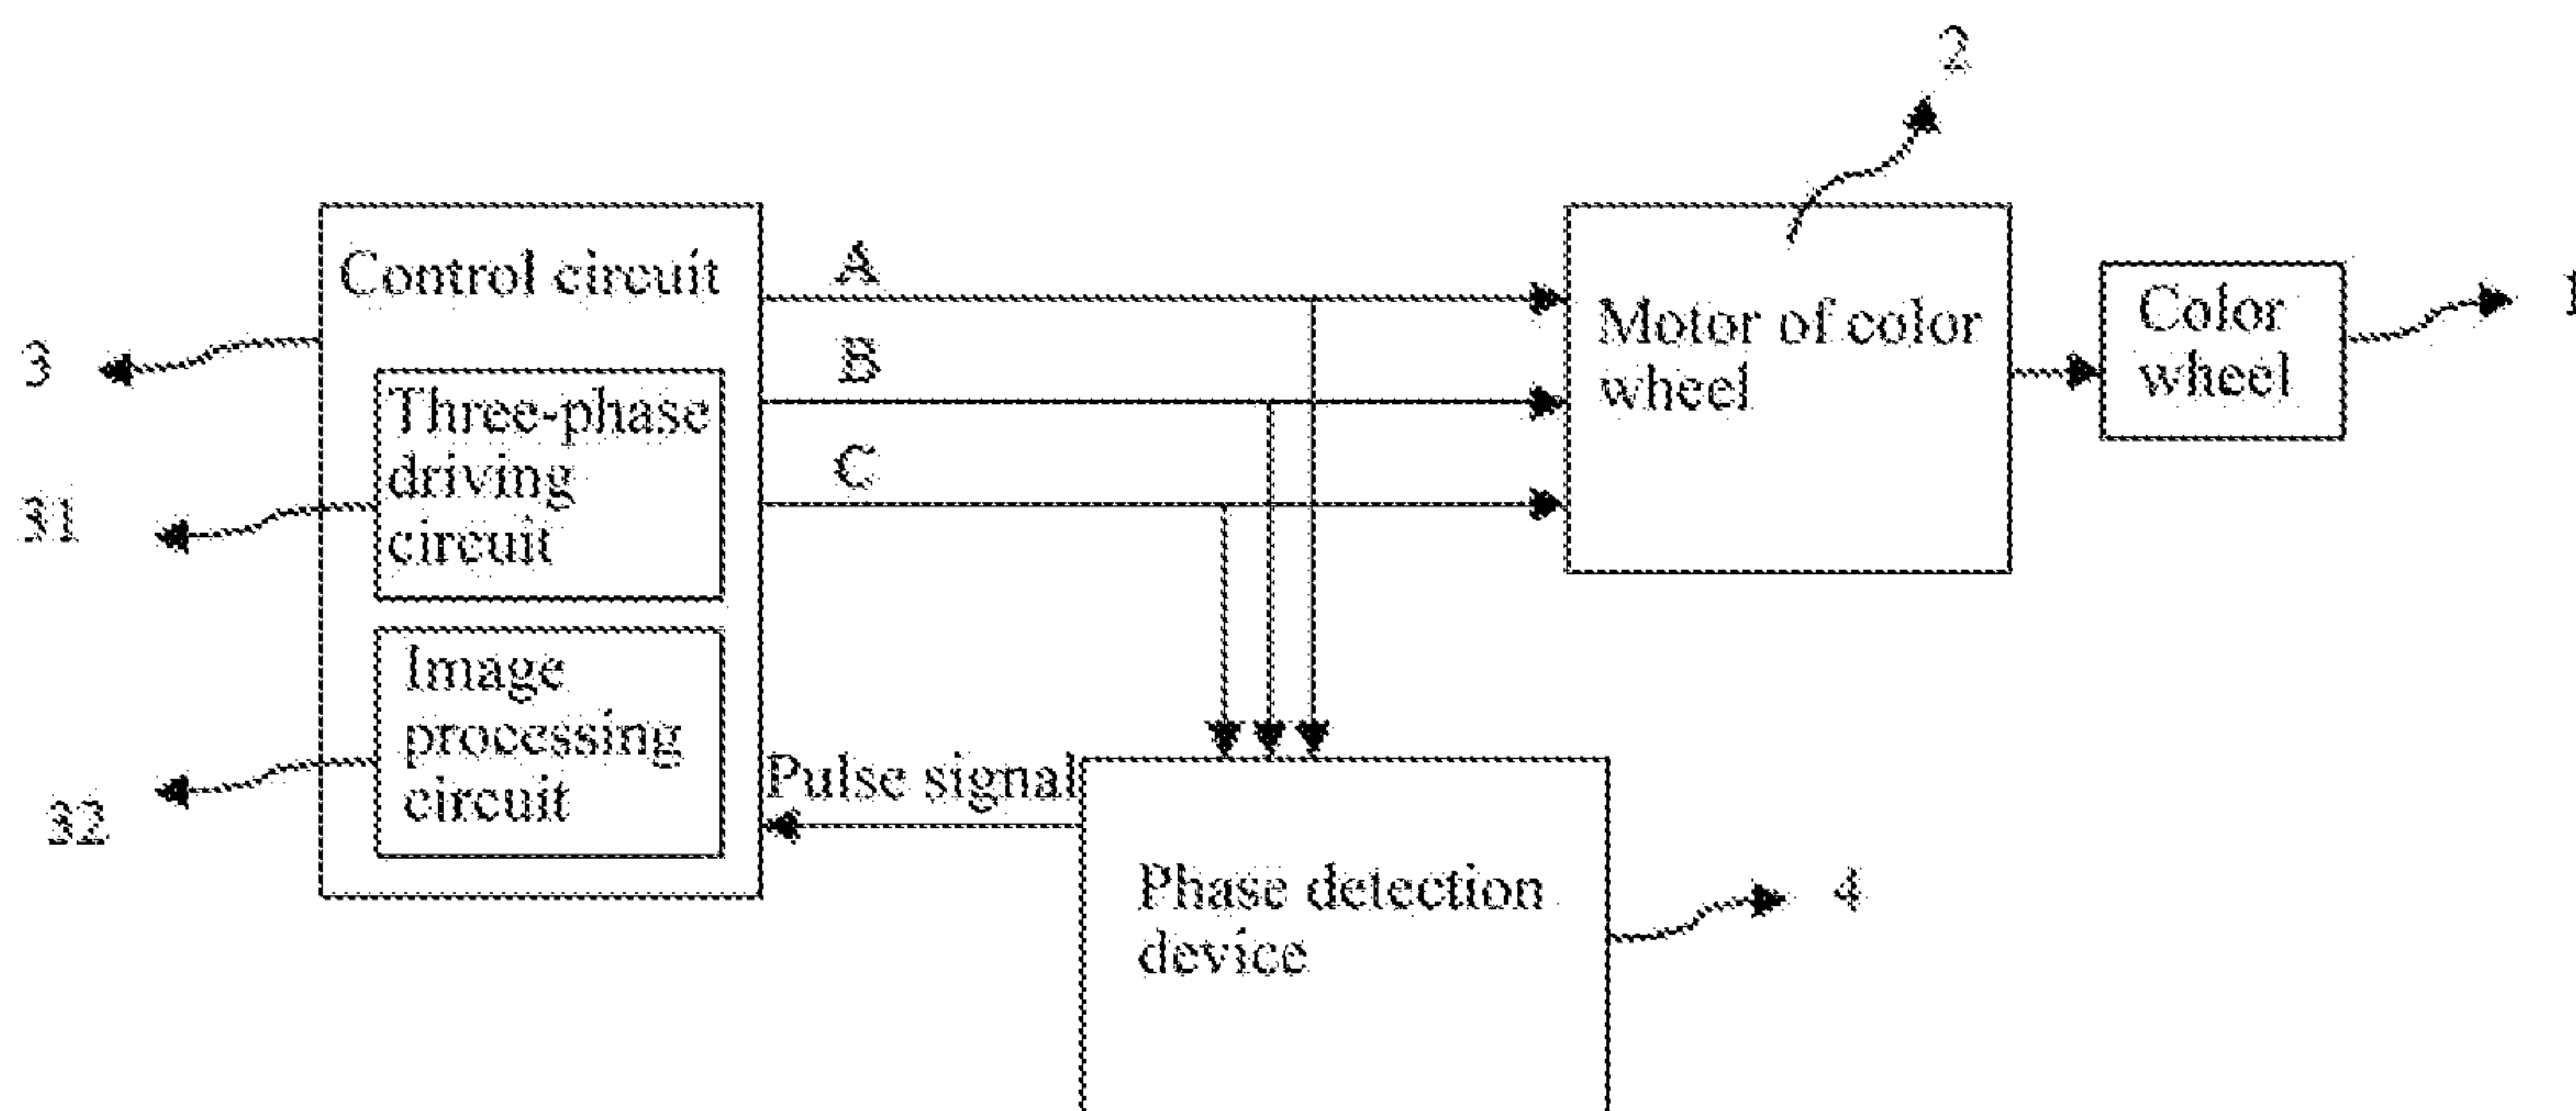 2
Control circuit
A
Motor of color
wheel
Color
wheel
1
3
B
Three-phase
driving
circuit
C
31
Image
processing
circuit
32
Pulse signal
Phase detection
device
4